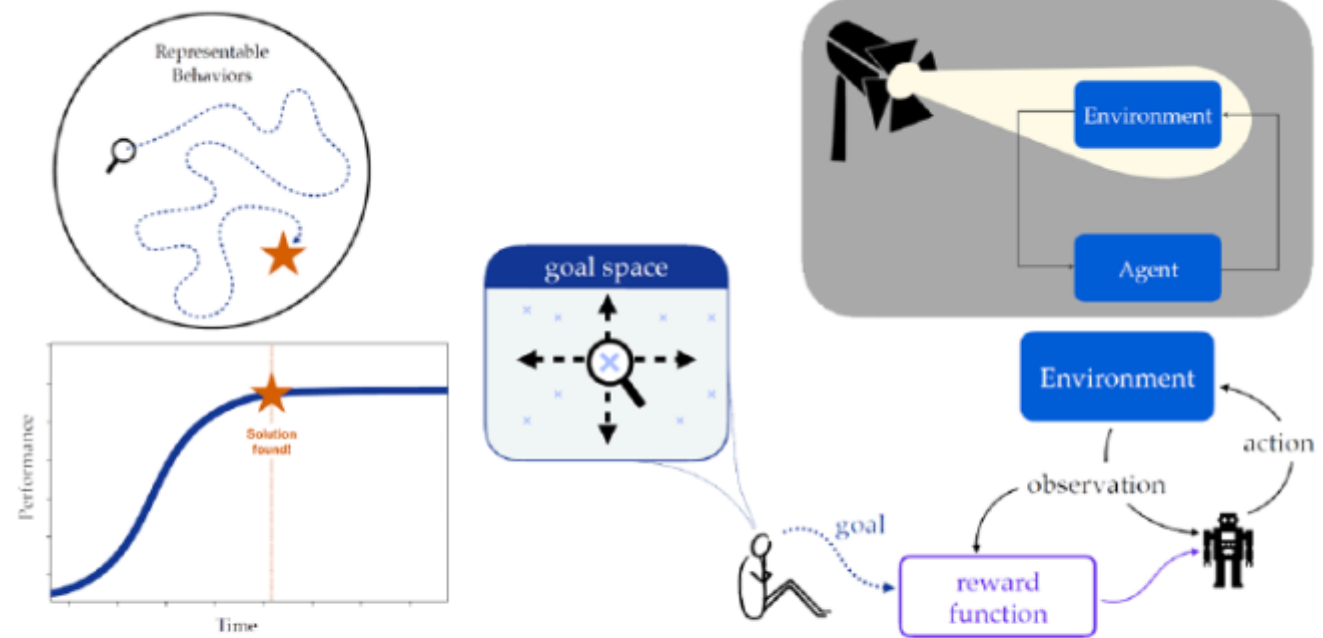 Representable
Behaviors
Performance
Solution
found!
Time
goal space
Environment
Agent
Environment
action
observation
goal
reward
function